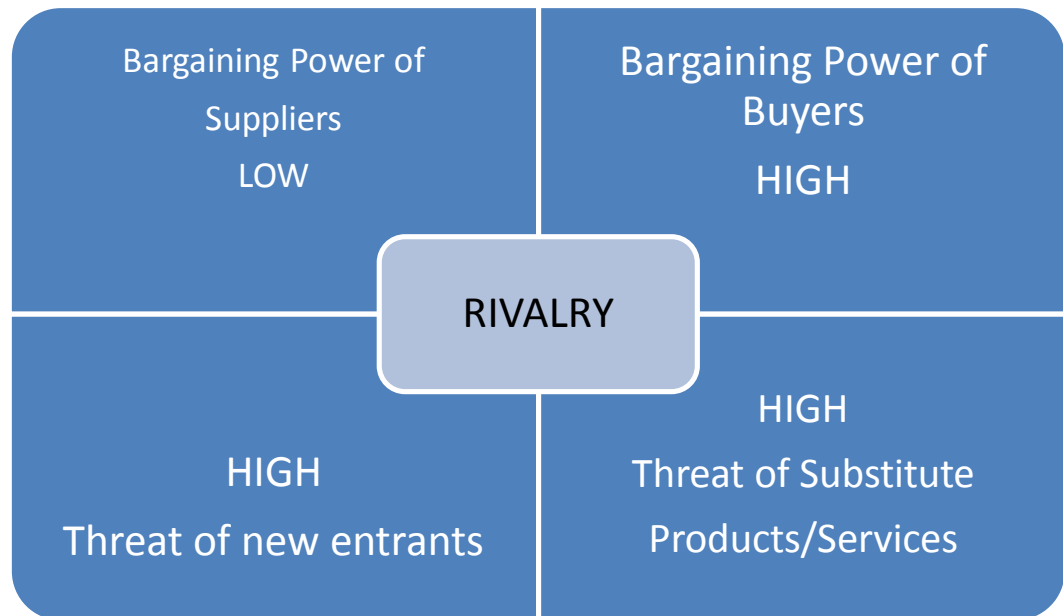 Bargaining Power of
Suppliers
LOW
Bargaining Power of
Buyers
HIGH
RIVALRY
HIGH
Threat of new entrants
HIGH
Threat of Substitute
Products/Services